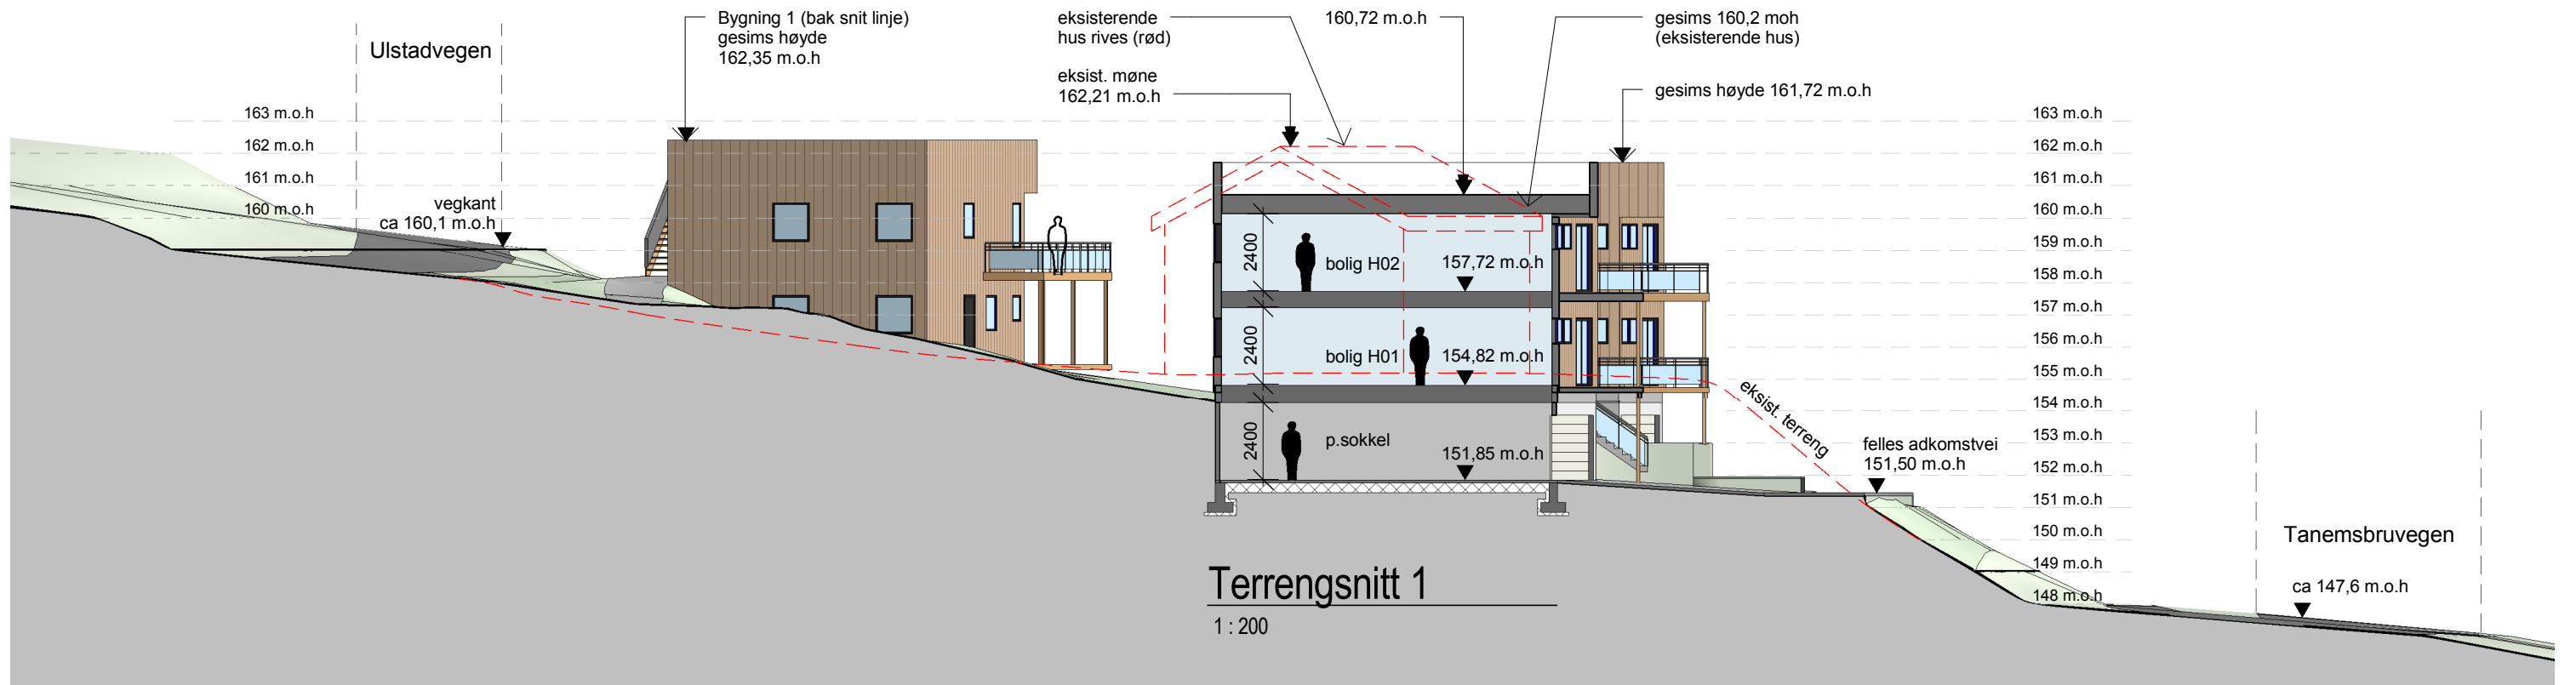 Ulstadvegen
Bygning 1 (bak snit linje)
gesims høyde
162,35 m.o.h
eksisterende
hus rives (rød)
eksist. møne
162,21 m.o.h
160,72 m.o.h
gesims 160,2 moh
(eksisterende hus)
gesims høyde 161,72 m.o.h
163 m.o.h
162 m.o.h
161 m.o.h
160 m.o.h
vegkant
ca 160,1 m.o.h
2400
bolig H02
157,72 m.o.h
2400
bolig H01
154,82 m.o.h
2400
p.sokkel
151,85 m.o.h
eksist. terreng
felles adkomstvei
151,50 m.o.h
163 m.o.h
162 m.o.h
161 m.o.h
160 m.o.h
159 m.o.h
158 m.o.h
157 m.o.h
156 m.o.h
155 m.o.h
154 m.o.h
153 m.o.h
152 m.o.h
151 m.o.h
150 m.o.h
149 m.o.h
148 m.o.h
Tanemsbruvegen
ca 147,6 m.o.h
Terrengsnitt 1
1 : 200